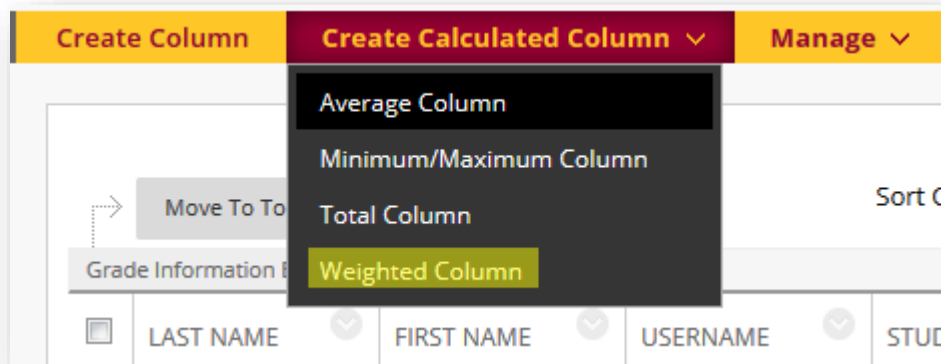 Create Column Create Calculated Column Manage
Average Column
Minimum/Maximum Column
Move To To Total Column Sort
Grade Information Weighted Column
LAST NAME FIRST NAME USERNAME STUD